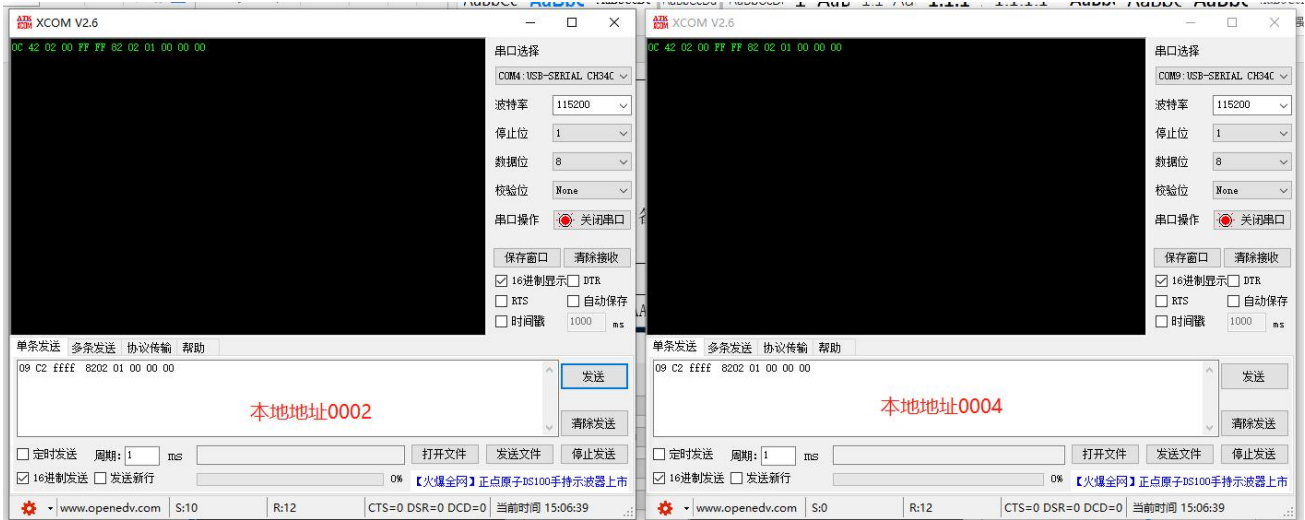 XCOM V2.6
0C 42 02 00 FF FF 82 02 01 00 00 00
串口选择
COM4:USB-SERIAL CH34C
波特率 115200
停止位 1
数据位 8
校验位 None
串口操作 关闭串口
保存窗口 清除接收
16进制显示 DTR
RTS 自动保存
时间戳 1000 ms
单条发送 多条发送 协议传输 帮助
09 C2 ffff 8202 01 00 00 00
发送
本地地址0002
清除发送
定时发送 周期: 1 ms 打开文件 发送文件 停止发送
16进制发送 发送新行 0% 【火爆全网】正点原子DS100手持示波器上市
www.openedv.com S:10 R:12 CTS=0 DSR=0 DCD=0 当前时间 15:06:39
XCOM V2.6
0C 42 02 00 FF FF 82 02 01 00 00 00
串口选择
COM9:USB-SERIAL CH34C
波特率 115200
停止位 1
数据位 8
校验位 None
串口操作 关闭串口
保存窗口 清除接收
16进制显示 DTR
RTS 自动保存
时间戳 1000 ms
单条发送 多条发送 协议传输 帮助
09 C2 ffff 8202 01 00 00 00
发送
本地地址0004
清除发送
定时发送 周期: 1 ms 打开文件 发送文件 停止发送
16进制发送 发送新行 0% 【火爆全网】正点原子DS100手持示波器上市
www.openedv.com S:0 R:12 CTS=0 DSR=0 DCD=0 当前时间 15:06:39